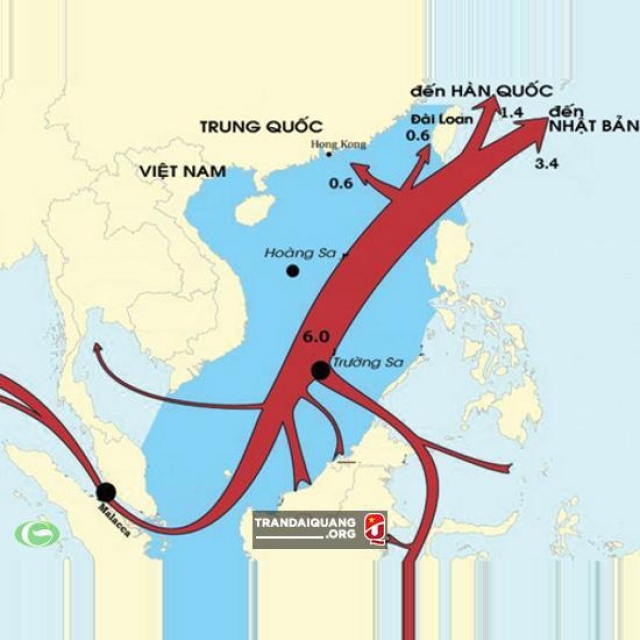 đến HÀN QUỐC
1.4
đến
NHẬT BẢN
Đài Loan
0.6
TRUNG QUỐC
Hong Kong
3.4
VIỆT NAM
0.6
Hoàng Sa
6.0
Trường Sa
Malacca
TRANDAIQUANG
.ORG